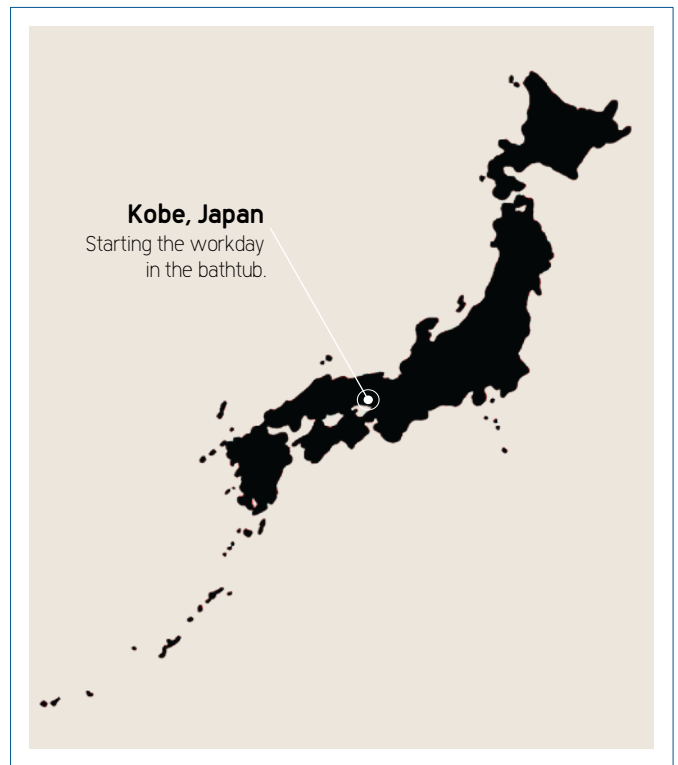 Kobe, Japan
Starting the workday
in the bathtub.